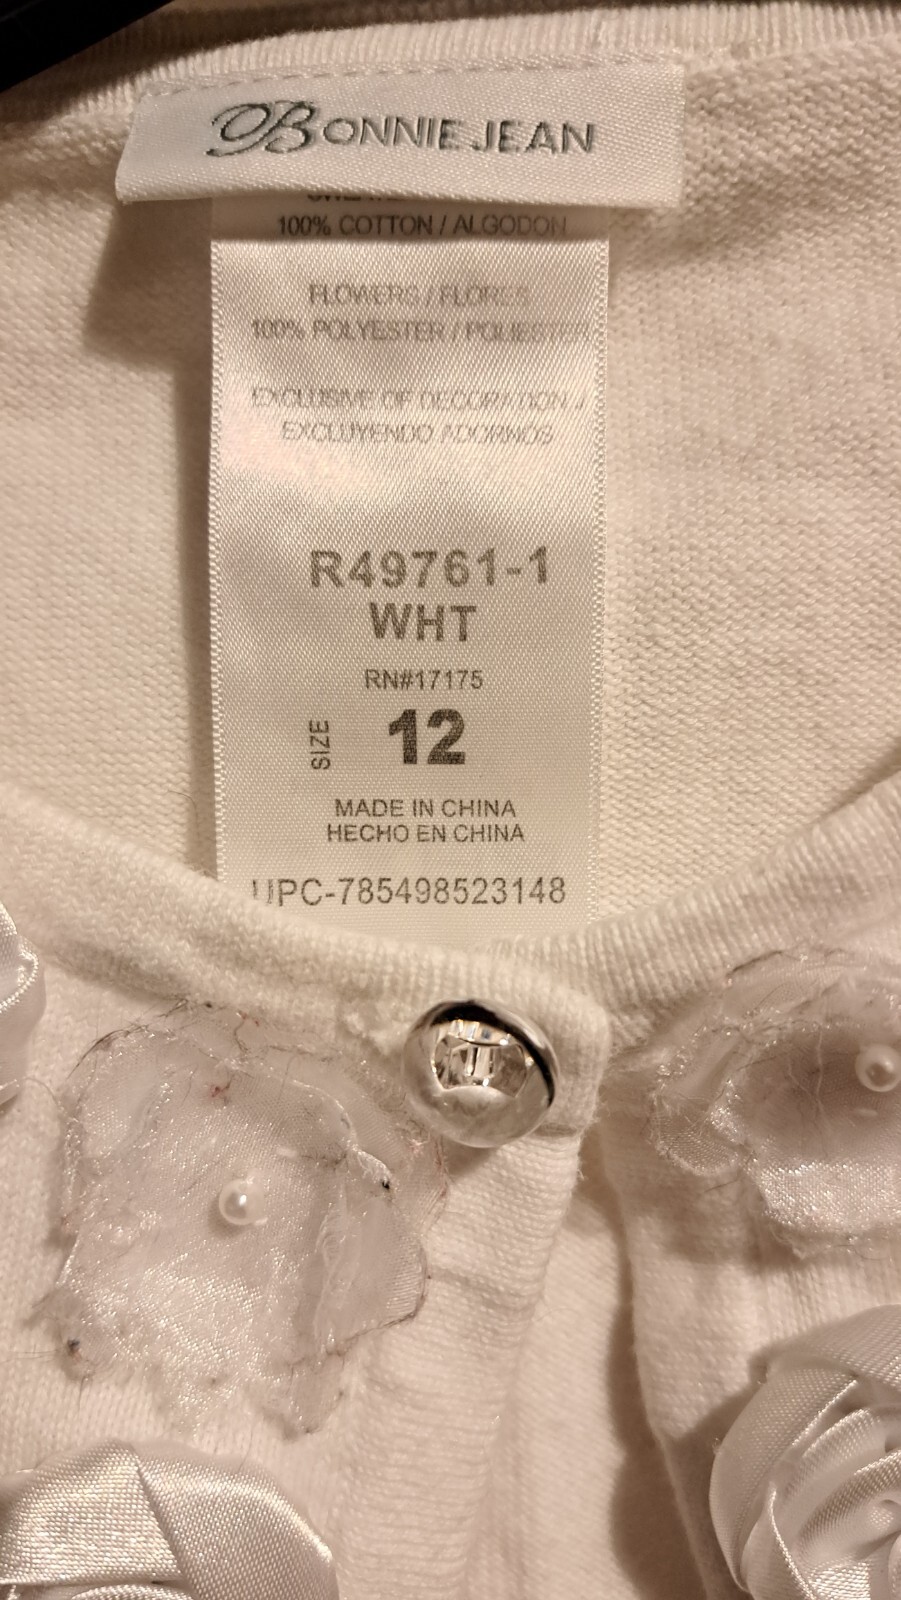 BONNIE JEAN
100% COTTON / ALGODON
FLOWERS / FLORES
100% POLYESTER / POLIESTER
EXCLUSIVE OF DECORATION /
EXCLUYENDO ADORNOS
R49761-1
WHT
RN#17175
SIZE 12
MADE IN CHINA
HECHO EN CHINA
UPC-785498523148